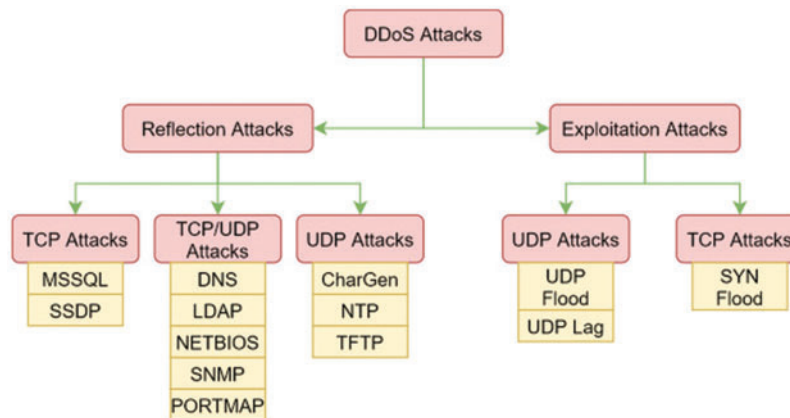 DDoS Attacks
Reflection Attacks
Exploitation Attacks
TCP Attacks
MSSQL
SSDP
TCP/UDP
Attacks
DNS
LDAP
NETBIOS
SNMP
PORTMAP
UDP Attacks
CharGen
NTP
TFTP
UDP Attacks
UDP
Flood
UDP Lag
TCP Attacks
SYN
Flood